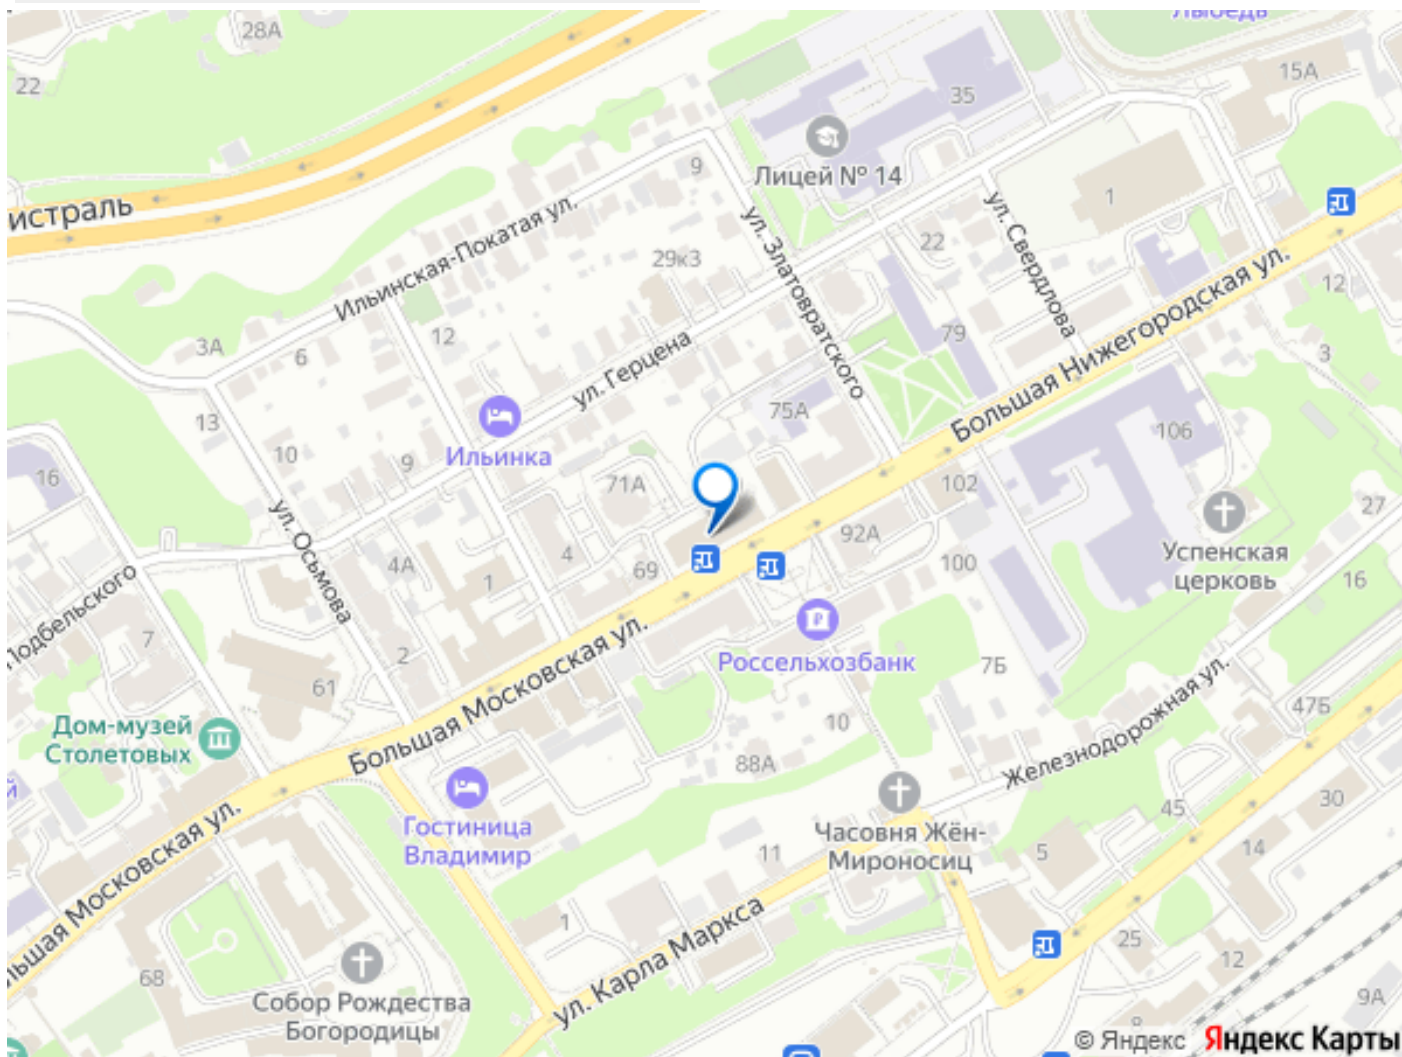 28А
Лыбедь
22
15А
35
Лицей № 14
9
1
истраль
Ильинская-Покатая ул.
ул. Златовратского
ул. Свердлова
22
29к3
Большая Нижегородская ул.
12
12
3А
6
ул. Герцена
79
3
13
75А
106
10
9
Ильинка
16
71А
102
27
ул. Осьмова
4А
4
92А
Успенская
церковь
1
69
100
16
Подбельского
7
2
Россельхозбанк
7Б
61
Большая Московская ул.
10
47Б
Дом-музей
Столетовых
88А
Железнодорожная ул.
й
Гостиница
Владимир
Часовня Жён-
Мироносиц
45
30
11
5
14
льшая Московская ул.
1
ул. Карла Маркса
25
12
68
Собор Рождества
Богородицы
9А
© Яндекс Яндекс Карты